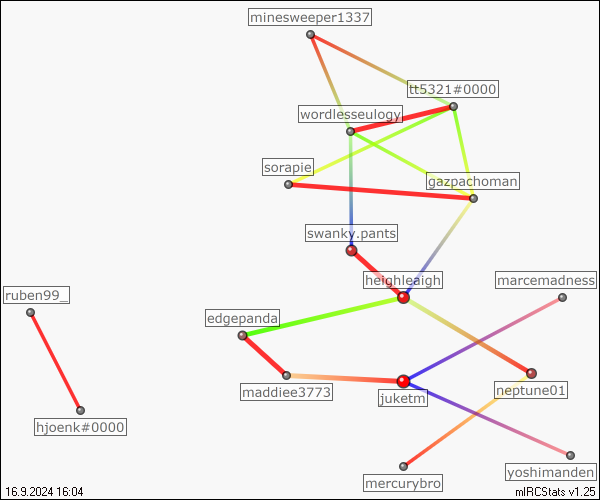 minesweeper1337
tt5321#0000
wordlesseulogy
sorapie
gazpachoman
swanky.pants
heighleaigh
marcemadness
ruben99_
edgepanda
maddiee3773
juketm
neptune01
hjoenk#0000
yoshimanden
mercurybro
16.9.2024 16:04
mIRCStats v1.25